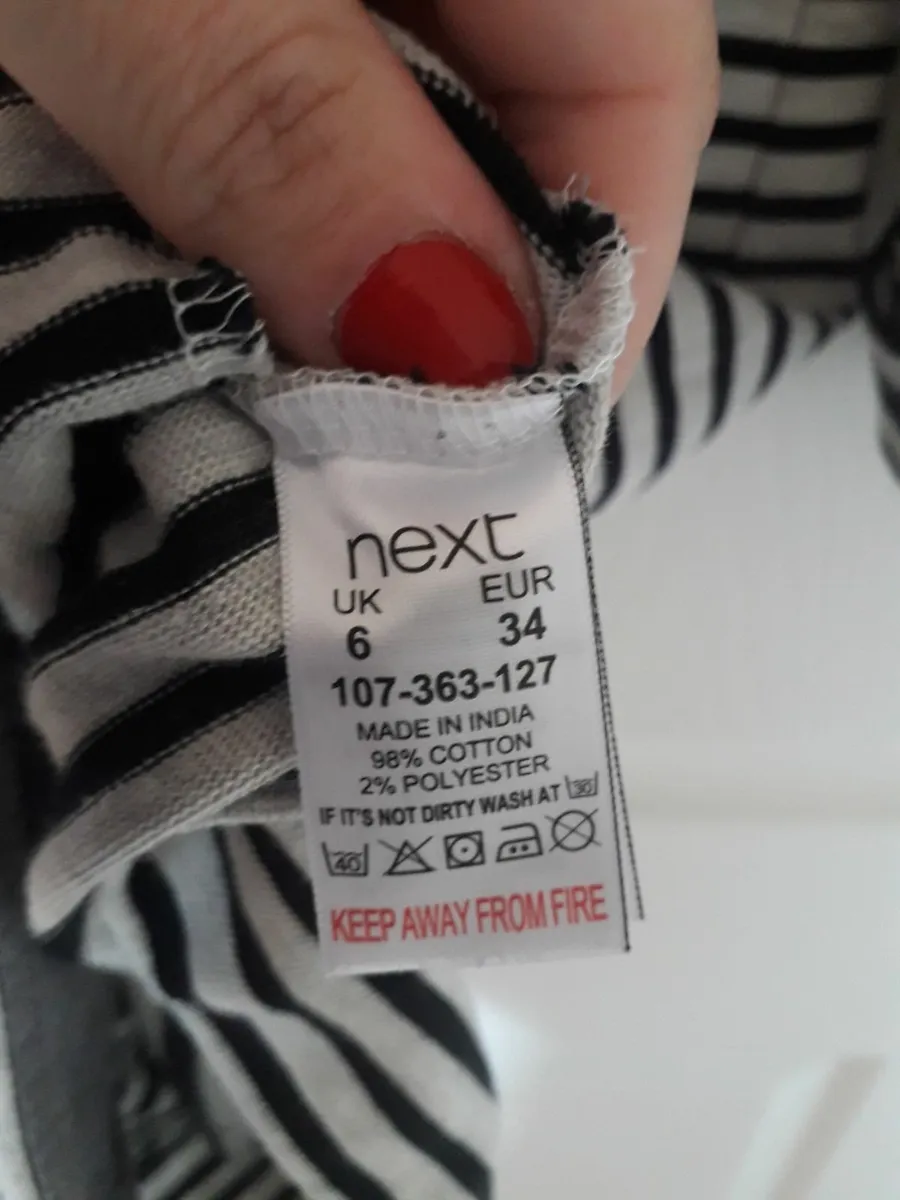 next
UK EUR
6 34
107-363-127
MADE IN INDIA
98% COTTON
2% POLYESTER
IF IT'S NOT DIRTY WASH AT 30
40
KEEP AWAY FROM FIRE